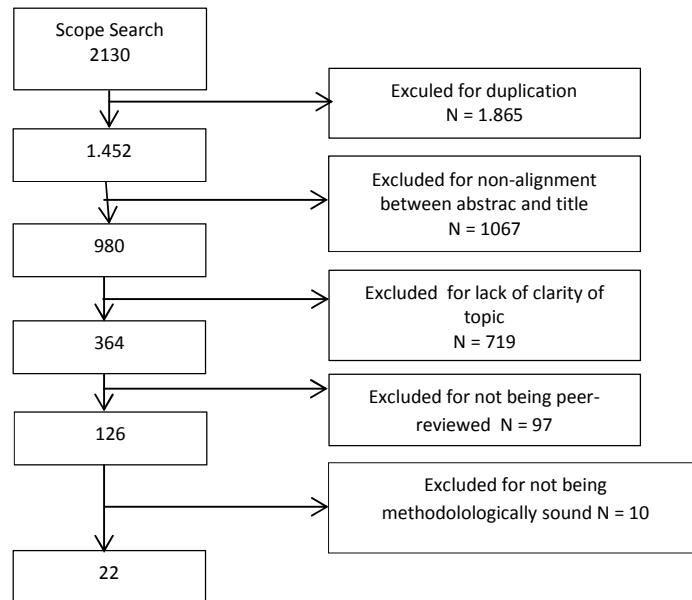 Scope Search
2130
Exculed for duplication
N = 1.865
1.452
Excluded for non-alignment
between abstrac and title
N = 1067
980
Excluded for lack of clarity of
topic
N = 719
364
Excluded for not being peer-
reviewed N = 97
126
Excluded for not being
methodolologically sound N = 10
22